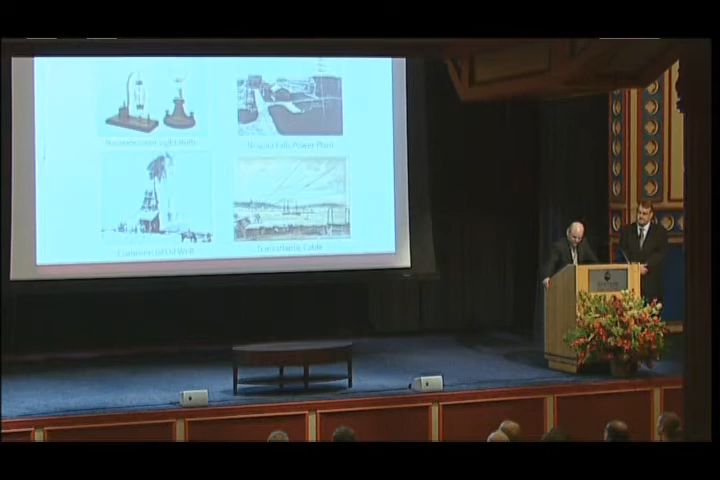 Incandescent Light Bulb
Niagara Falls Power Plant
Commercial Oil Well
Transatlantic Cable